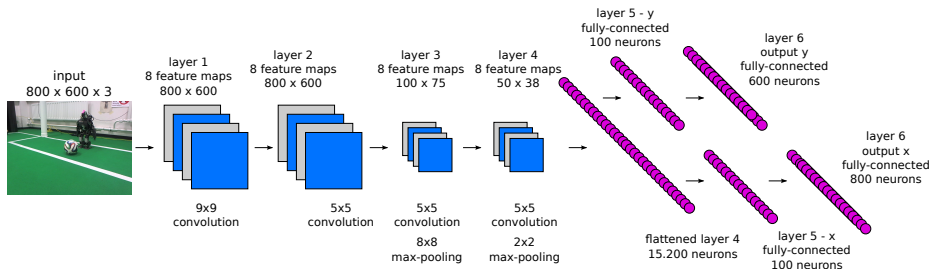 input
800 x 600 x 3
layer 1
8 feature maps
800 x 600
9x9
convolution
layer 2
8 feature maps
800 x 600
5x5
convolution
layer 3
8 feature maps
100 x 75
5x5
convolution
8x8
max-pooling
layer 4
8 feature maps
50 x 38
5x5
convolution
2x2
max-pooling
flattened layer 4
15.200 neurons
layer 5 - y
fully-connected
100 neurons
layer 6
output y
fully-connected
600 neurons
layer 5 - x
fully-connected
100 neurons
layer 6
output x
fully-connected
800 neurons